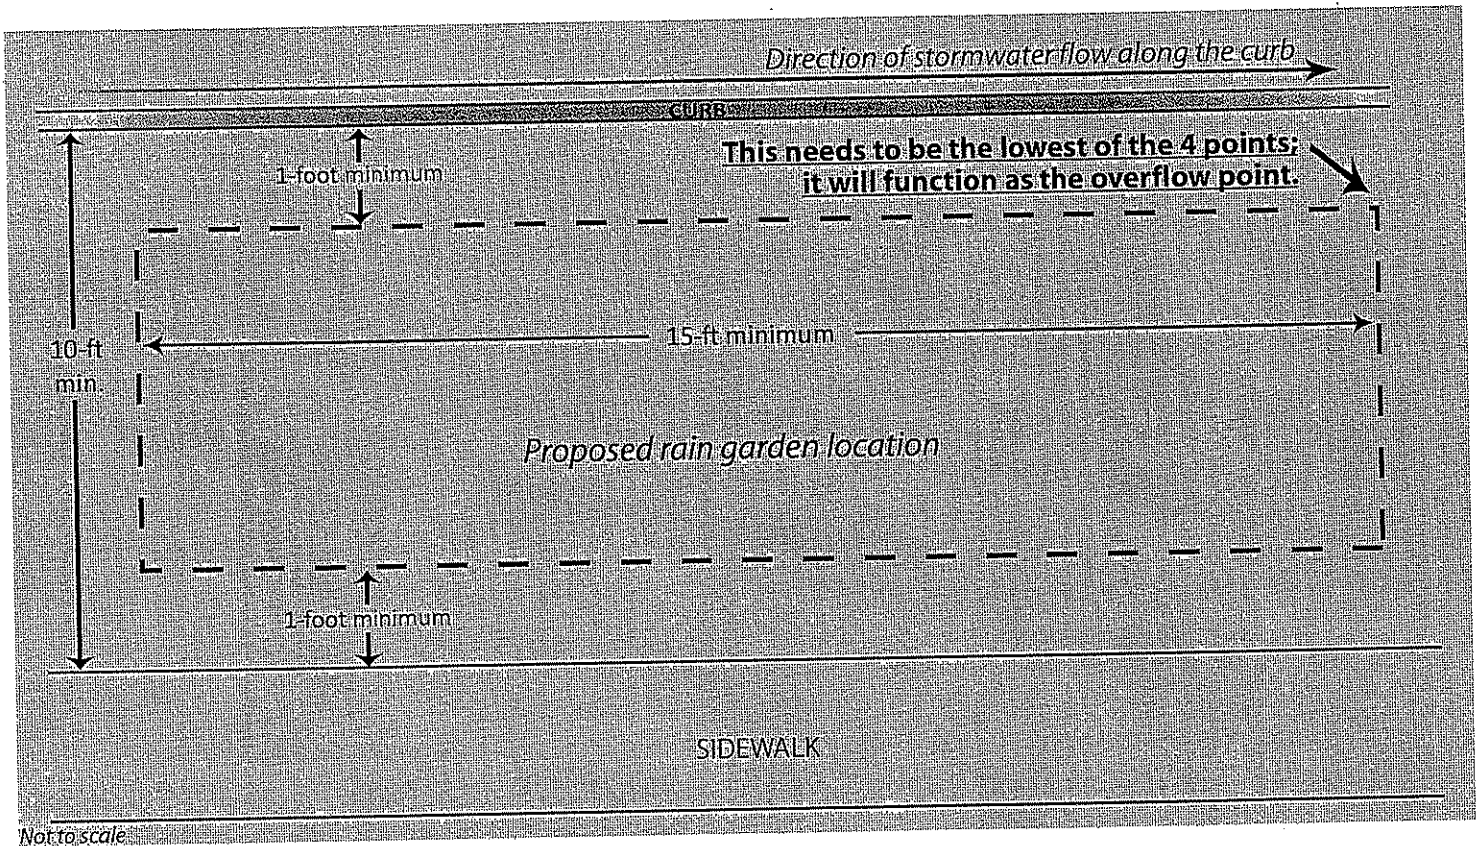 Direction of stormwater flow along the curb
CURB
1-foot minimum
This needs to be the lowest of the 4 points;
it will function as the overflow point.
10-ft
min.
15-ft minimum
Proposed rain garden location
1-foot minimum
SIDEWALK
Not to scale